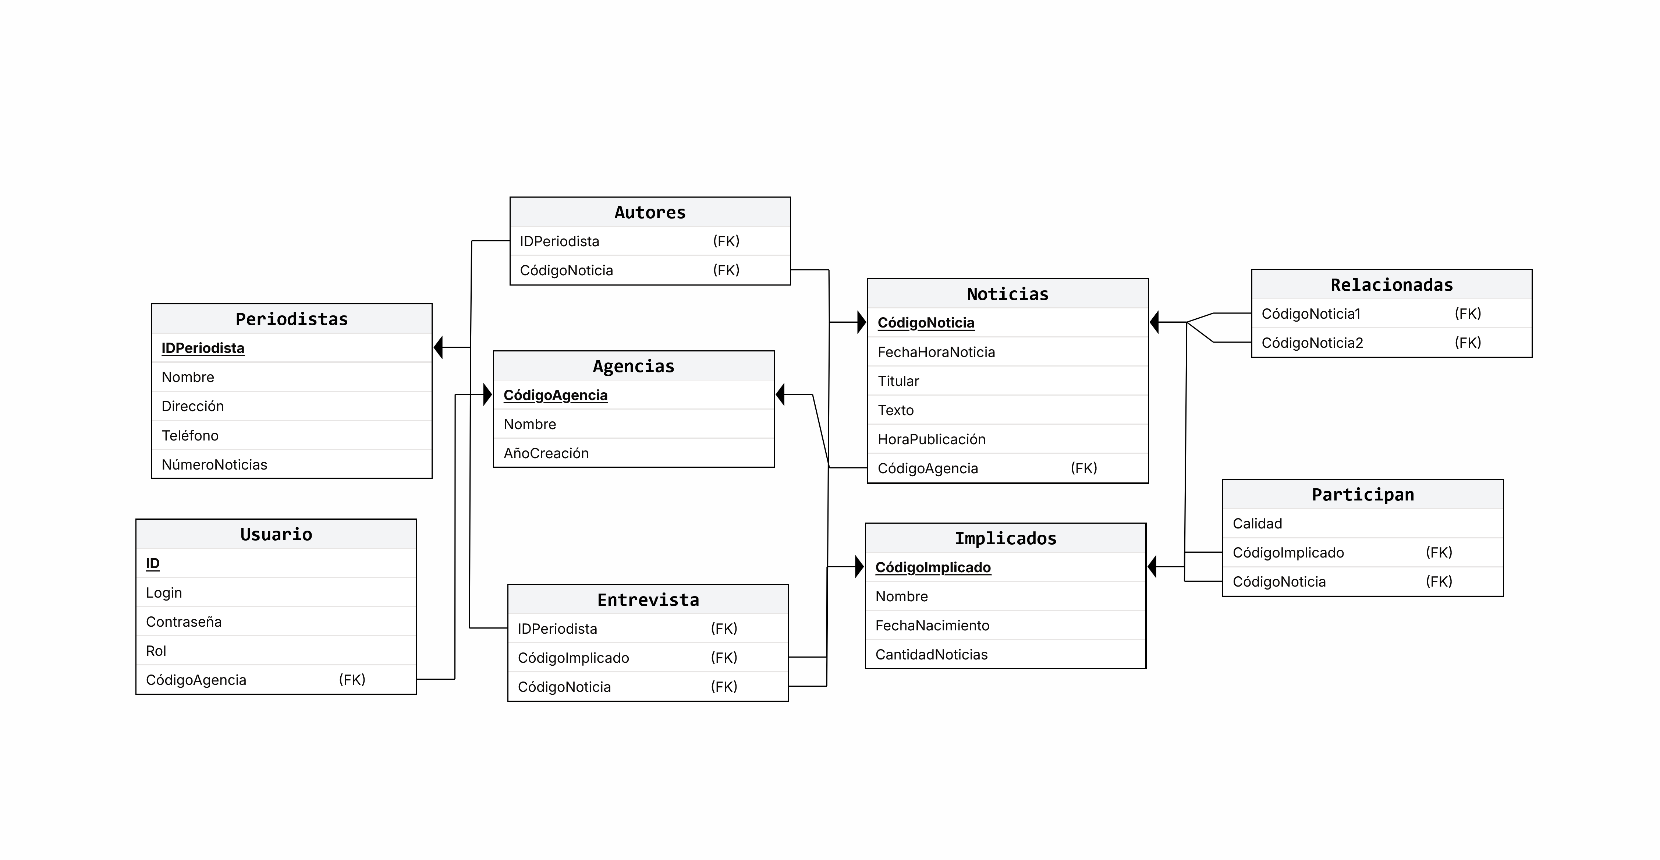 Autores
IDPeriodista (FK)
CódigoNoticia (FK)
Periodistas
IDPeriodista
Nombre
Dirección
Teléfono
NúmeroNoticias
Agencias
CódigoAgencia
Nombre
AñoCreación
Noticias
CódigoNoticia
FechaHoraNoticia
Titular
Texto
HoraPublicación
CódigoAgencia (FK)
Relacionadas
CódigoNoticia1 (FK)
CódigoNoticia2 (FK)
Usuario
ID
Login
Contraseña
Rol
CódigoAgencia (FK)
Entrevista
IDPeriodista (FK)
CódigoImplicado (FK)
CódigoNoticia (FK)
Implicados
CódigoImplicado
Nombre
FechaNacimiento
CantidadNoticias
Participan
Calidad
CódigoImplicado (FK)
CódigoNoticia (FK)